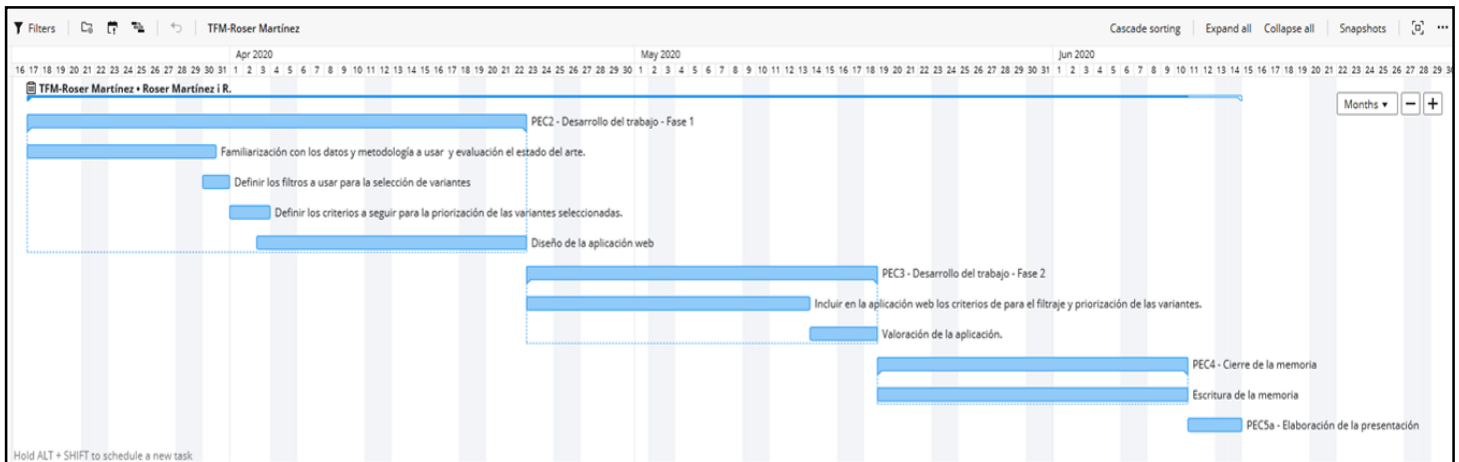 Filters TFM-Roser Martínez Cascade sorting Expand all Collapse all Snapshots
Apr 2020 May 2020 Jun 2020
16 17 18 19 20 21 22 23 24 25 26 27 28 29 30 31 1 2 3 4 5 6 7 8 9 10 11 12 13 14 15 16 17 18 19 20 21 22 23 24 25 26 27 28 29 30 1 2 3 4 5 6 7 8 9 10 11 12 13 14 15 16 17 18 19 20 21 22 23 24 25 26 27 28 29 30 31 1 2 3 4 5 6 7 8 9 10 11 12 13 14 15 16 17 18 19 20 21 22 23 24 25 26 27 28 29
TFM-Roser Martínez • Roser Martínez i R.
Months
PEC2 - Desarrollo del trabajo - Fase 1
Familiarización con los datos y metodología a usar y evaluación el estado del arte.
Definir los filtros a usar para la selección de variantes
Definir los criterios a seguir para la priorización de las variantes seleccionadas.
Diseño de la aplicación web
PEC3 - Desarrollo del trabajo - Fase 2
Incluir en la aplicación web los criterios de para el filtraje y priorización de las variantes.
Valoración de la aplicación.
PEC4 - Cierre de la memoria
Escritura de la memoria
PEC5a - Elaboración de la presentación
Hold ALT + SHIFT to schedule a new task